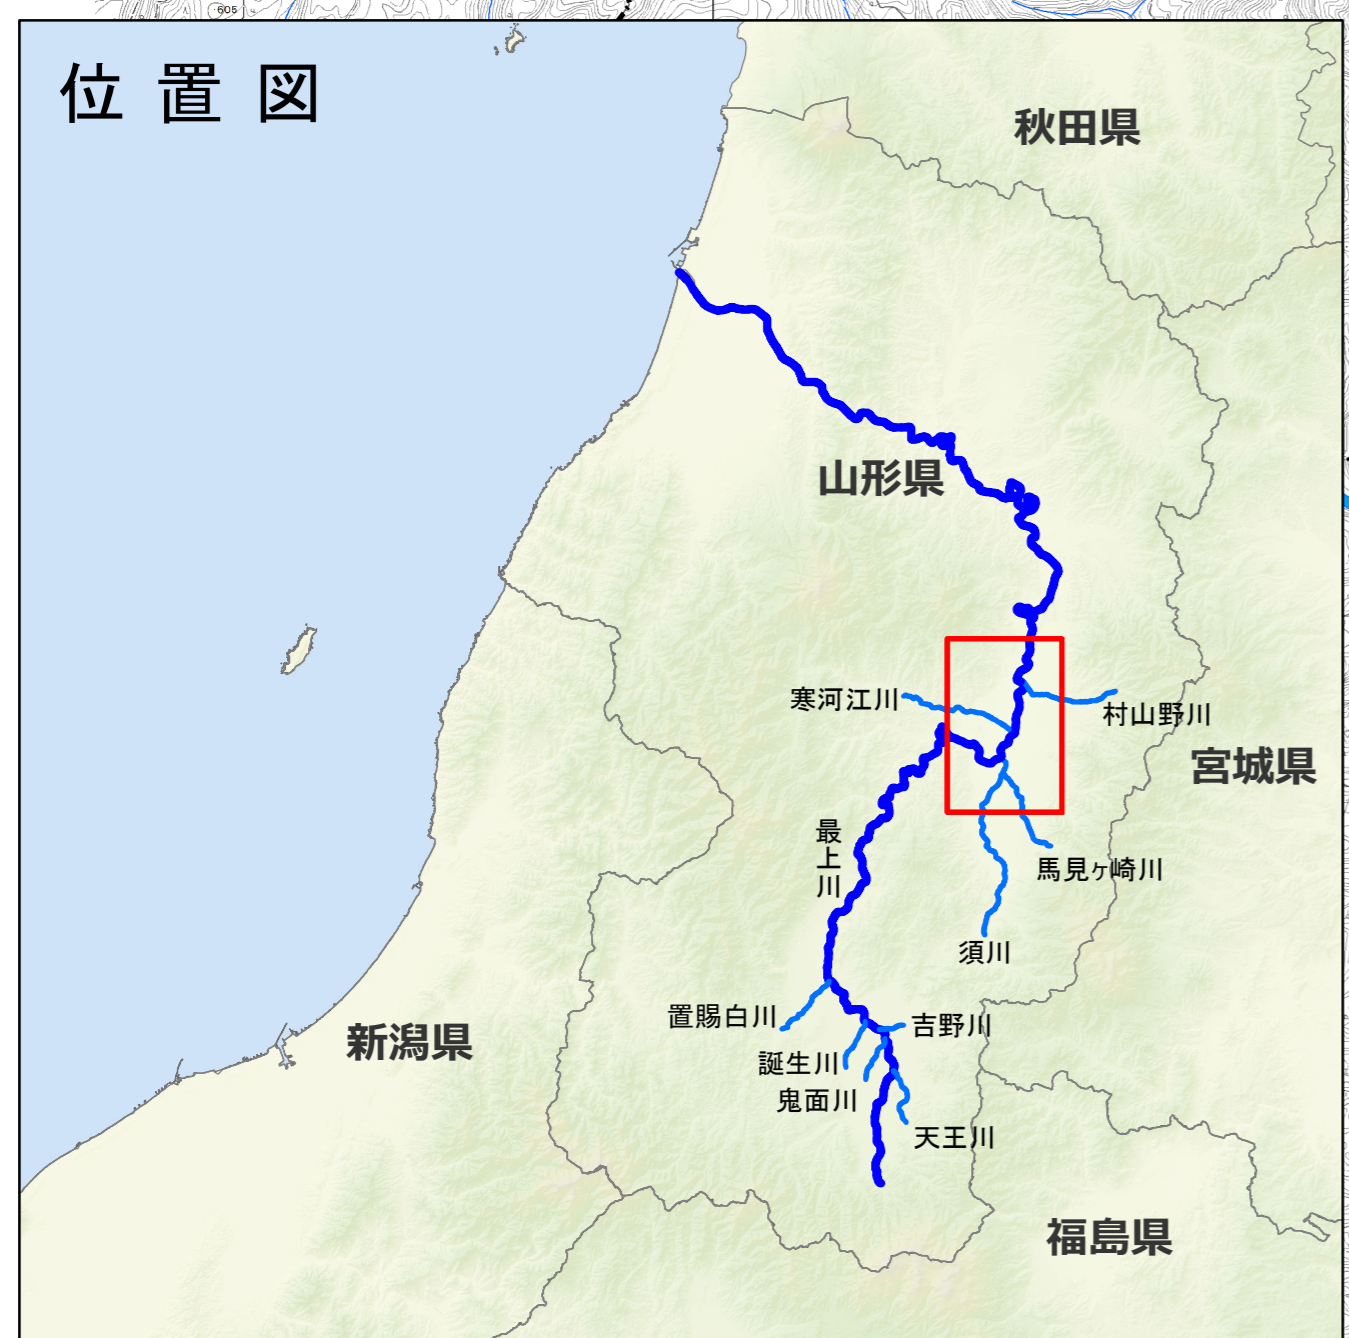 605
位置図
秋田県
山形県
寒河江川
村山野川
宮城県
最上川
馬見ヶ崎川
須川
置賜白川
吉野川
新潟県
誕生川
鬼面川
天王川
福島県